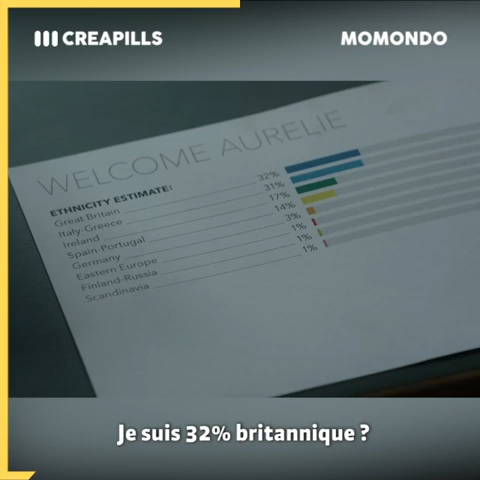 CREAPILLS
MOMONDO
WELCOME AURELIE
ETHNICITY ESTIMATE:
Great Britain 32%
Italy-Greece 31%
Ireland 17%
Spain-Portugal 14%
Germany 3%
Eastern Europe 1%
Finland-Russia 1%
Scandinavia 1%
Je suis 32% britannique ?